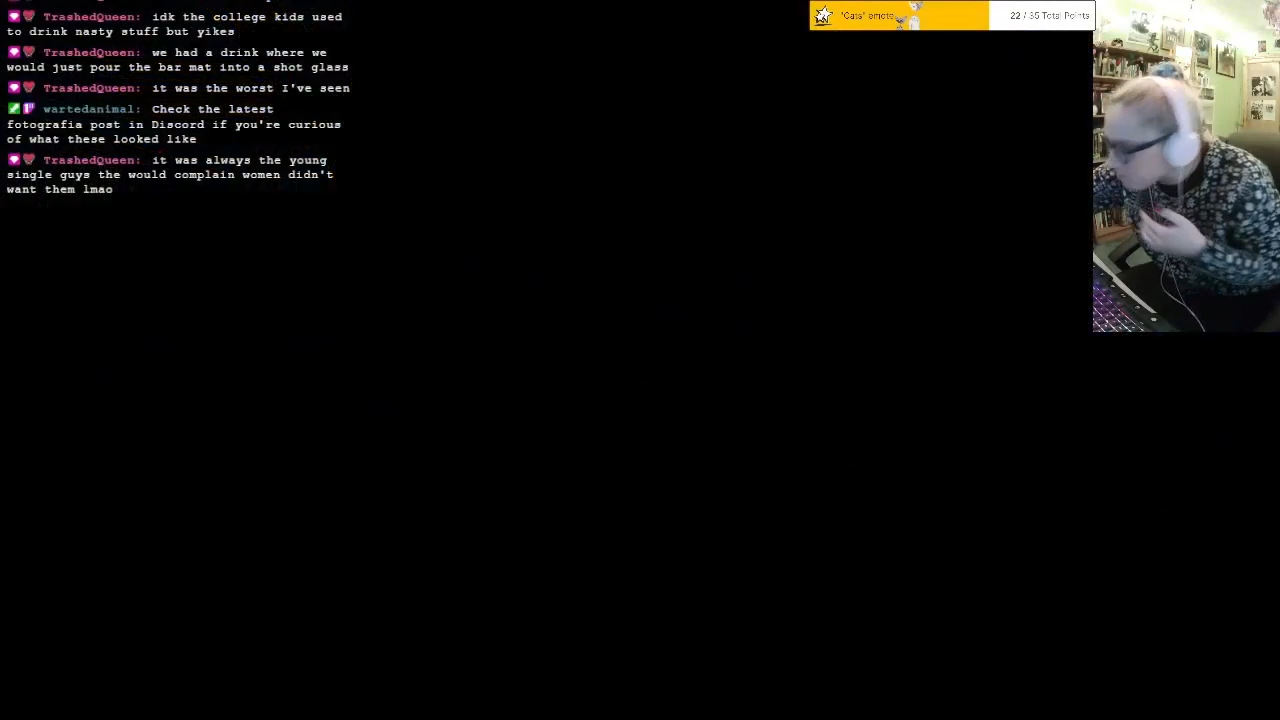 TrashedQueen: idk the college kids used
to drink nasty stuff but yikes
TrashedQueen: we had a drink where we
would just pour the bar mat into a shot glass
TrashedQueen: it was the worst I've seen
wartedanimal: Check the latest
fotografia post in Discord if you're curious
of what these looked like
TrashedQueen: it was always the young
single guys the would complain women didn't
want them lmao
"Cats" emote
22 / 35 Total Points